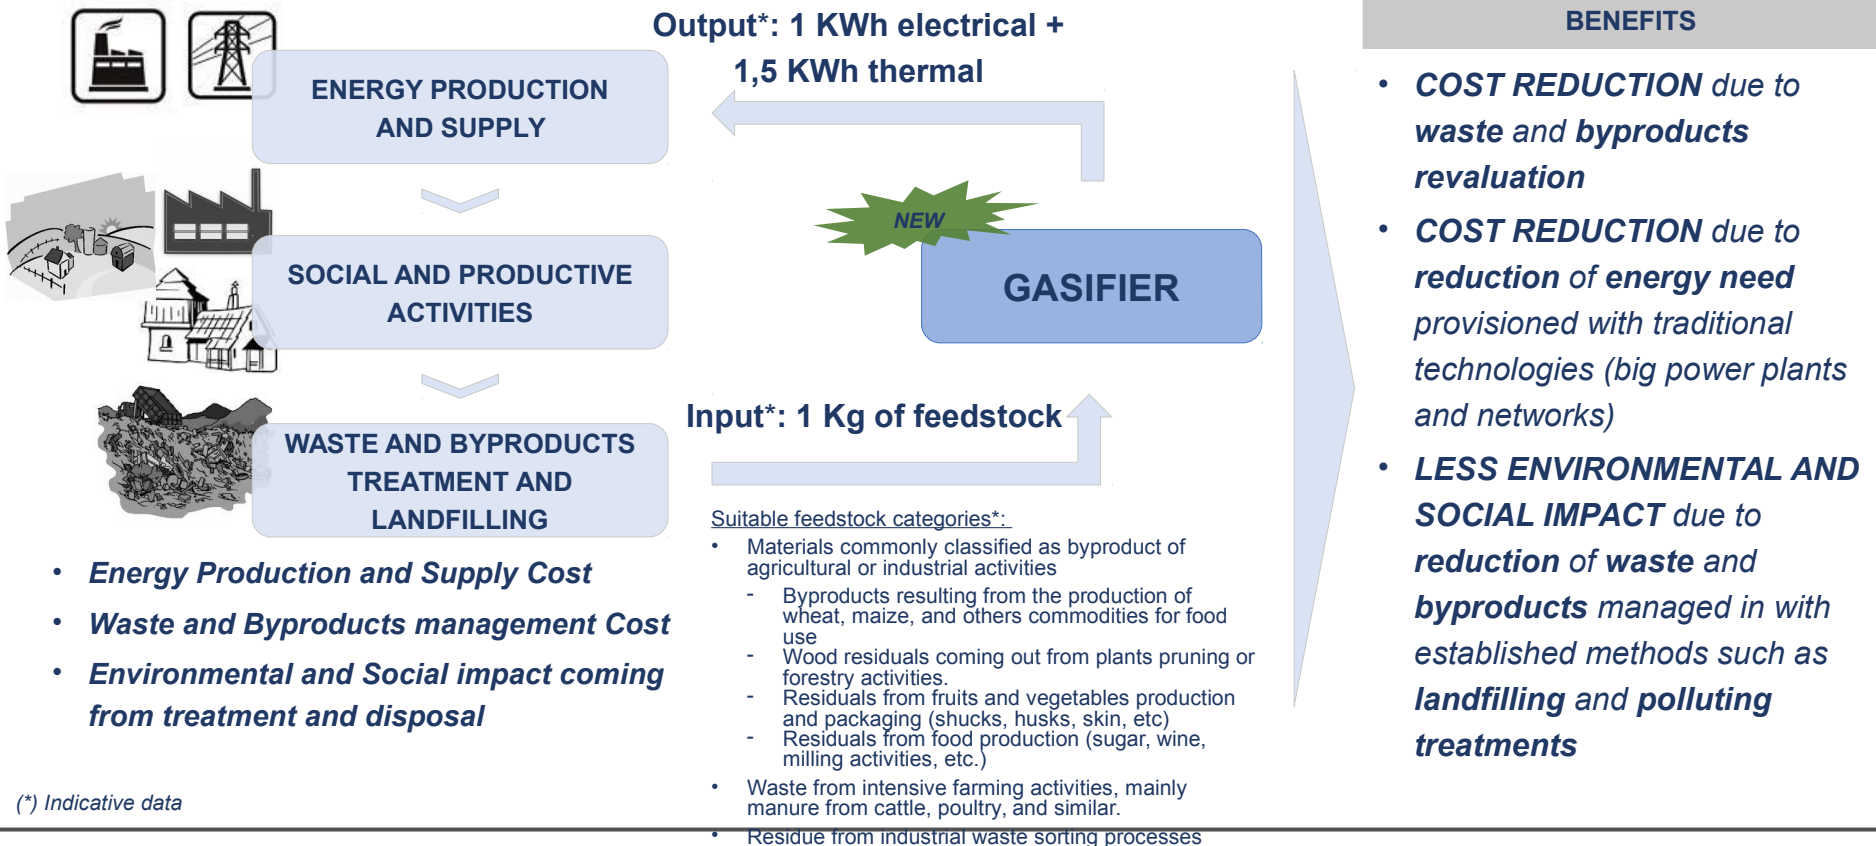 Output*: 1 KWh electrical +
1,5 KWh thermal
ENERGY PRODUCTION
AND SUPPLY
SOCIAL AND PRODUCTIVE
ACTIVITIES
WASTE AND BYPRODUCTS
TREATMENT AND
LANDFILLING
• Energy Production and Supply Cost
• Waste and Byproducts management Cost
• Environmental and Social impact coming
from treatment and disposal
(*) Indicative data
NEW
GASIFIER
Input*: 1 Kg of feedstock
Suitable feedstock categories*:
• Materials commonly classified as byproduct of
agricultural or industrial activities
- Byproducts resulting from the production of
wheat, maize, and others commodities for food
use
- Wood residuals coming out from plants pruning or
forestry activities.
- Residuals from fruits and vegetables production
and packaging (shucks, husks, skin, etc)
- Residuals from food production (sugar, wine,
milling activities, etc.)
• Waste from intensive farming activities, mainly
manure from cattle, poultry, and similar.
• Residue from industrial waste sorting processes
BENEFITS
• COST REDUCTION due to
waste and byproducts
revaluation
• COST REDUCTION due to
reduction of energy need
provisioned with traditional
technologies (big power plants
and networks)
• LESS ENVIRONMENTAL AND
SOCIAL IMPACT due to
reduction of waste and
byproducts managed in with
established methods such as
landfilling and polluting
treatments